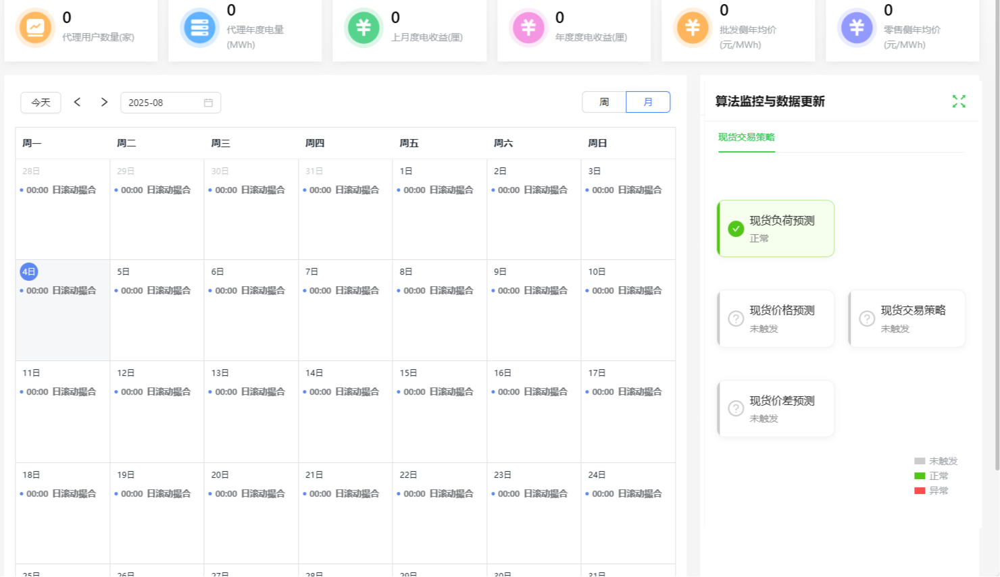 0
代理用户数量(家)
0
代理年度电量
(MWh)
0
上月度电收益(厘)
0
年度度电收益(厘)
0
批发侧年均价
(元/MWh)
0
零售侧年均价
(元/MWh)
今天
2025-08
周
月
周一 周二 周三 周四 周五 周六 周日
28日 29日 30日 31日 1日 2日 3日
00:00 日滚动撮合 00:00 日滚动撮合 00:00 日滚动撮合 00:00 日滚动撮合 00:00 日滚动撮合 00:00 日滚动撮合 00:00 日滚动撮合
4日 5日 6日 7日 8日 9日 10日
00:00 日滚动撮合 00:00 日滚动撮合 00:00 日滚动撮合 00:00 日滚动撮合 00:00 日滚动撮合 00:00 日滚动撮合 00:00 日滚动撮合
11日 12日 13日 14日 15日 16日 17日
00:00 日滚动撮合 00:00 日滚动撮合 00:00 日滚动撮合 00:00 日滚动撮合 00:00 日滚动撮合 00:00 日滚动撮合 00:00 日滚动撮合
18日 19日 20日 21日 22日 23日 24日
00:00 日滚动撮合 00:00 日滚动撮合 00:00 日滚动撮合 00:00 日滚动撮合 00:00 日滚动撮合 00:00 日滚动撮合 00:00 日滚动撮合
25日 26日 27日 28日 29日 30日 31日
算法监控与数据更新
现货交易策略
现货负荷预测
正常
现货价格预测
未触发
现货交易策略
未触发
现货价差预测
未触发
未触发
正常
异常